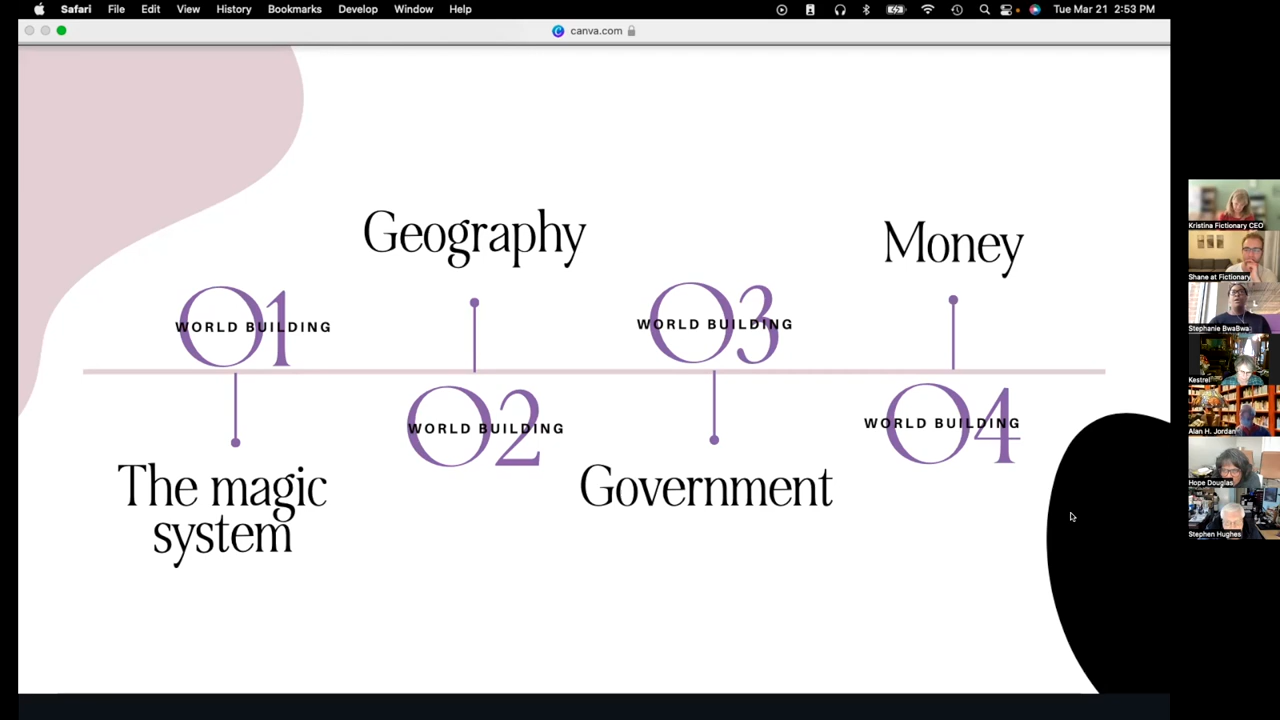 Safari File Edit View History Bookmarks Develop Window Help
Tue Mar 21 2:53 PM
canva.com
Geography
Money
01
WORLD BUILDING
03
WORLD BUILDING
02
WORLD BUILDING
04
WORLD BUILDING
The magic
system
Government
Kristina Fictionary CEO
Shane at Fictionary
Stephanie BwaBwa
Kestrel
Alan H. Jordan
Hope Douglas
Stephen Hughes